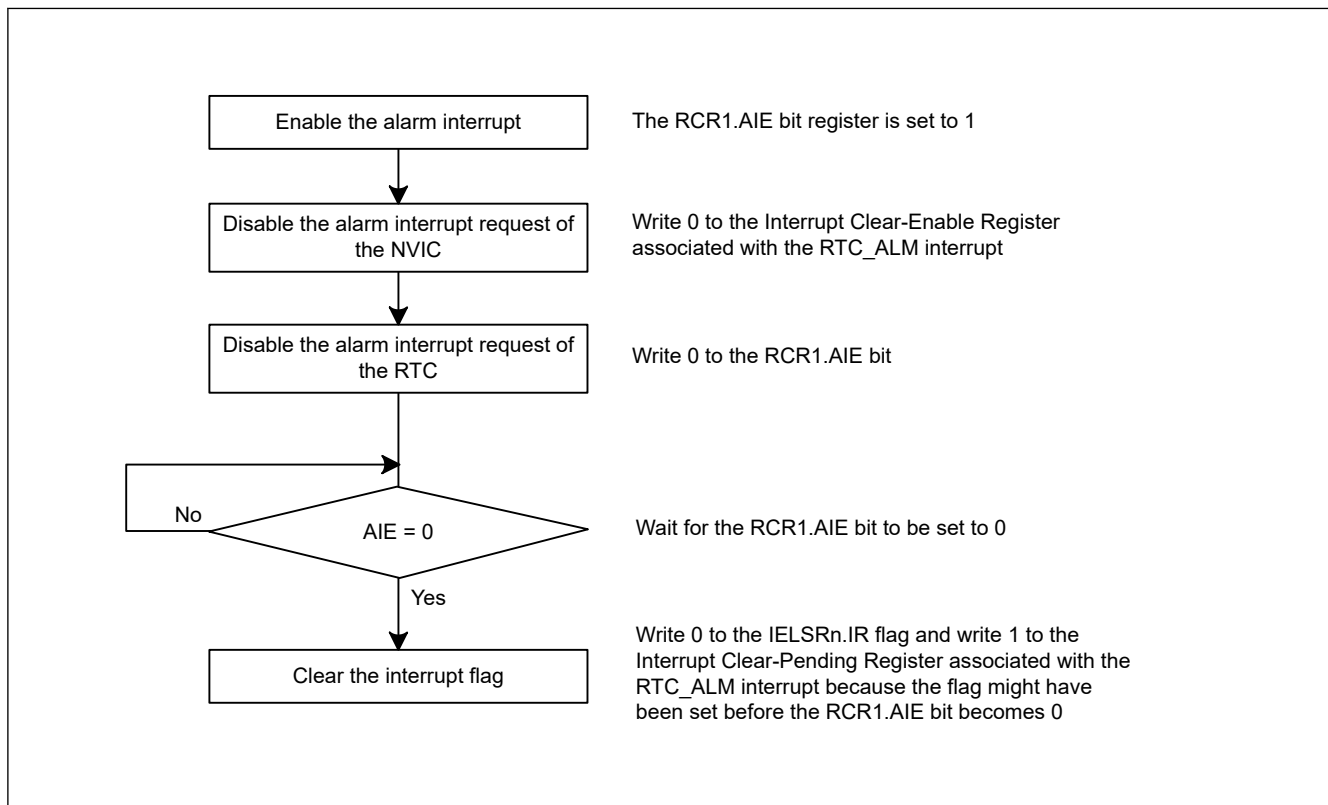 Enable the alarm interrupt
The RCR1.AIE bit register is set to 1
Disable the alarm interrupt request of
the NVIC
Write 0 to the Interrupt Clear-Enable Register
associated with the RTC_ALM interrupt
Disable the alarm interrupt request of
the RTC
Write 0 to the RCR1.AIE bit
No
AIE = 0
Wait for the RCR1.AIE bit to be set to 0
Yes
Clear the interrupt flag
Write 0 to the IELSRn.IR flag and write 1 to the
Interrupt Clear-Pending Register associated with the
RTC_ALM interrupt because the flag might have
been set before the RCR1.AIE bit becomes 0